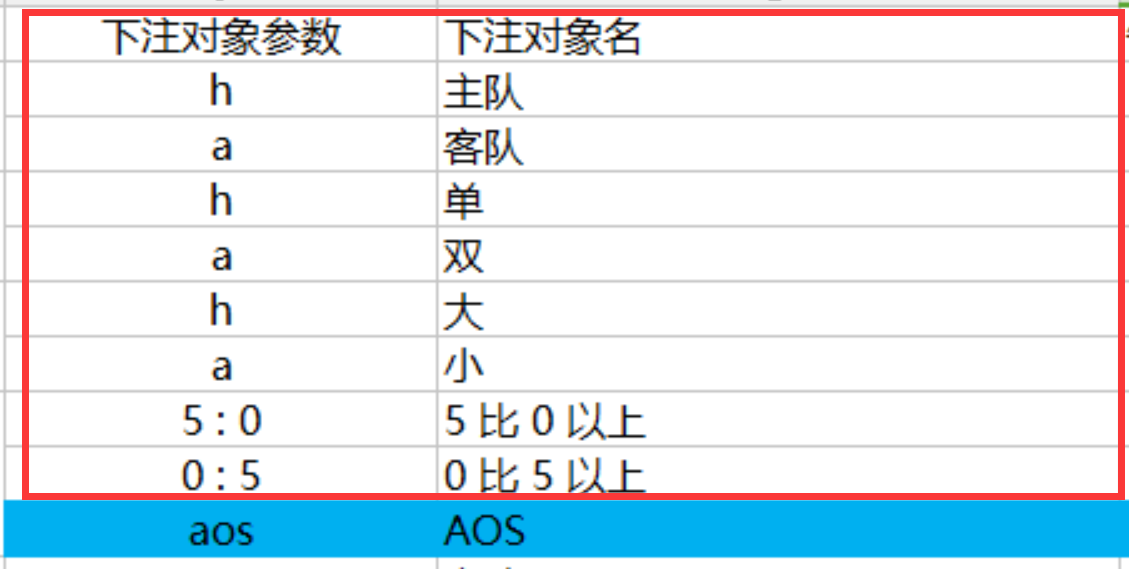 下注对象参数 下注对象名
h 主队
a 客队
h 单
a 双
h 大
a 小
5 : 0 5 比 0 以上
0 : 5 0 比 5 以上
aos AOS